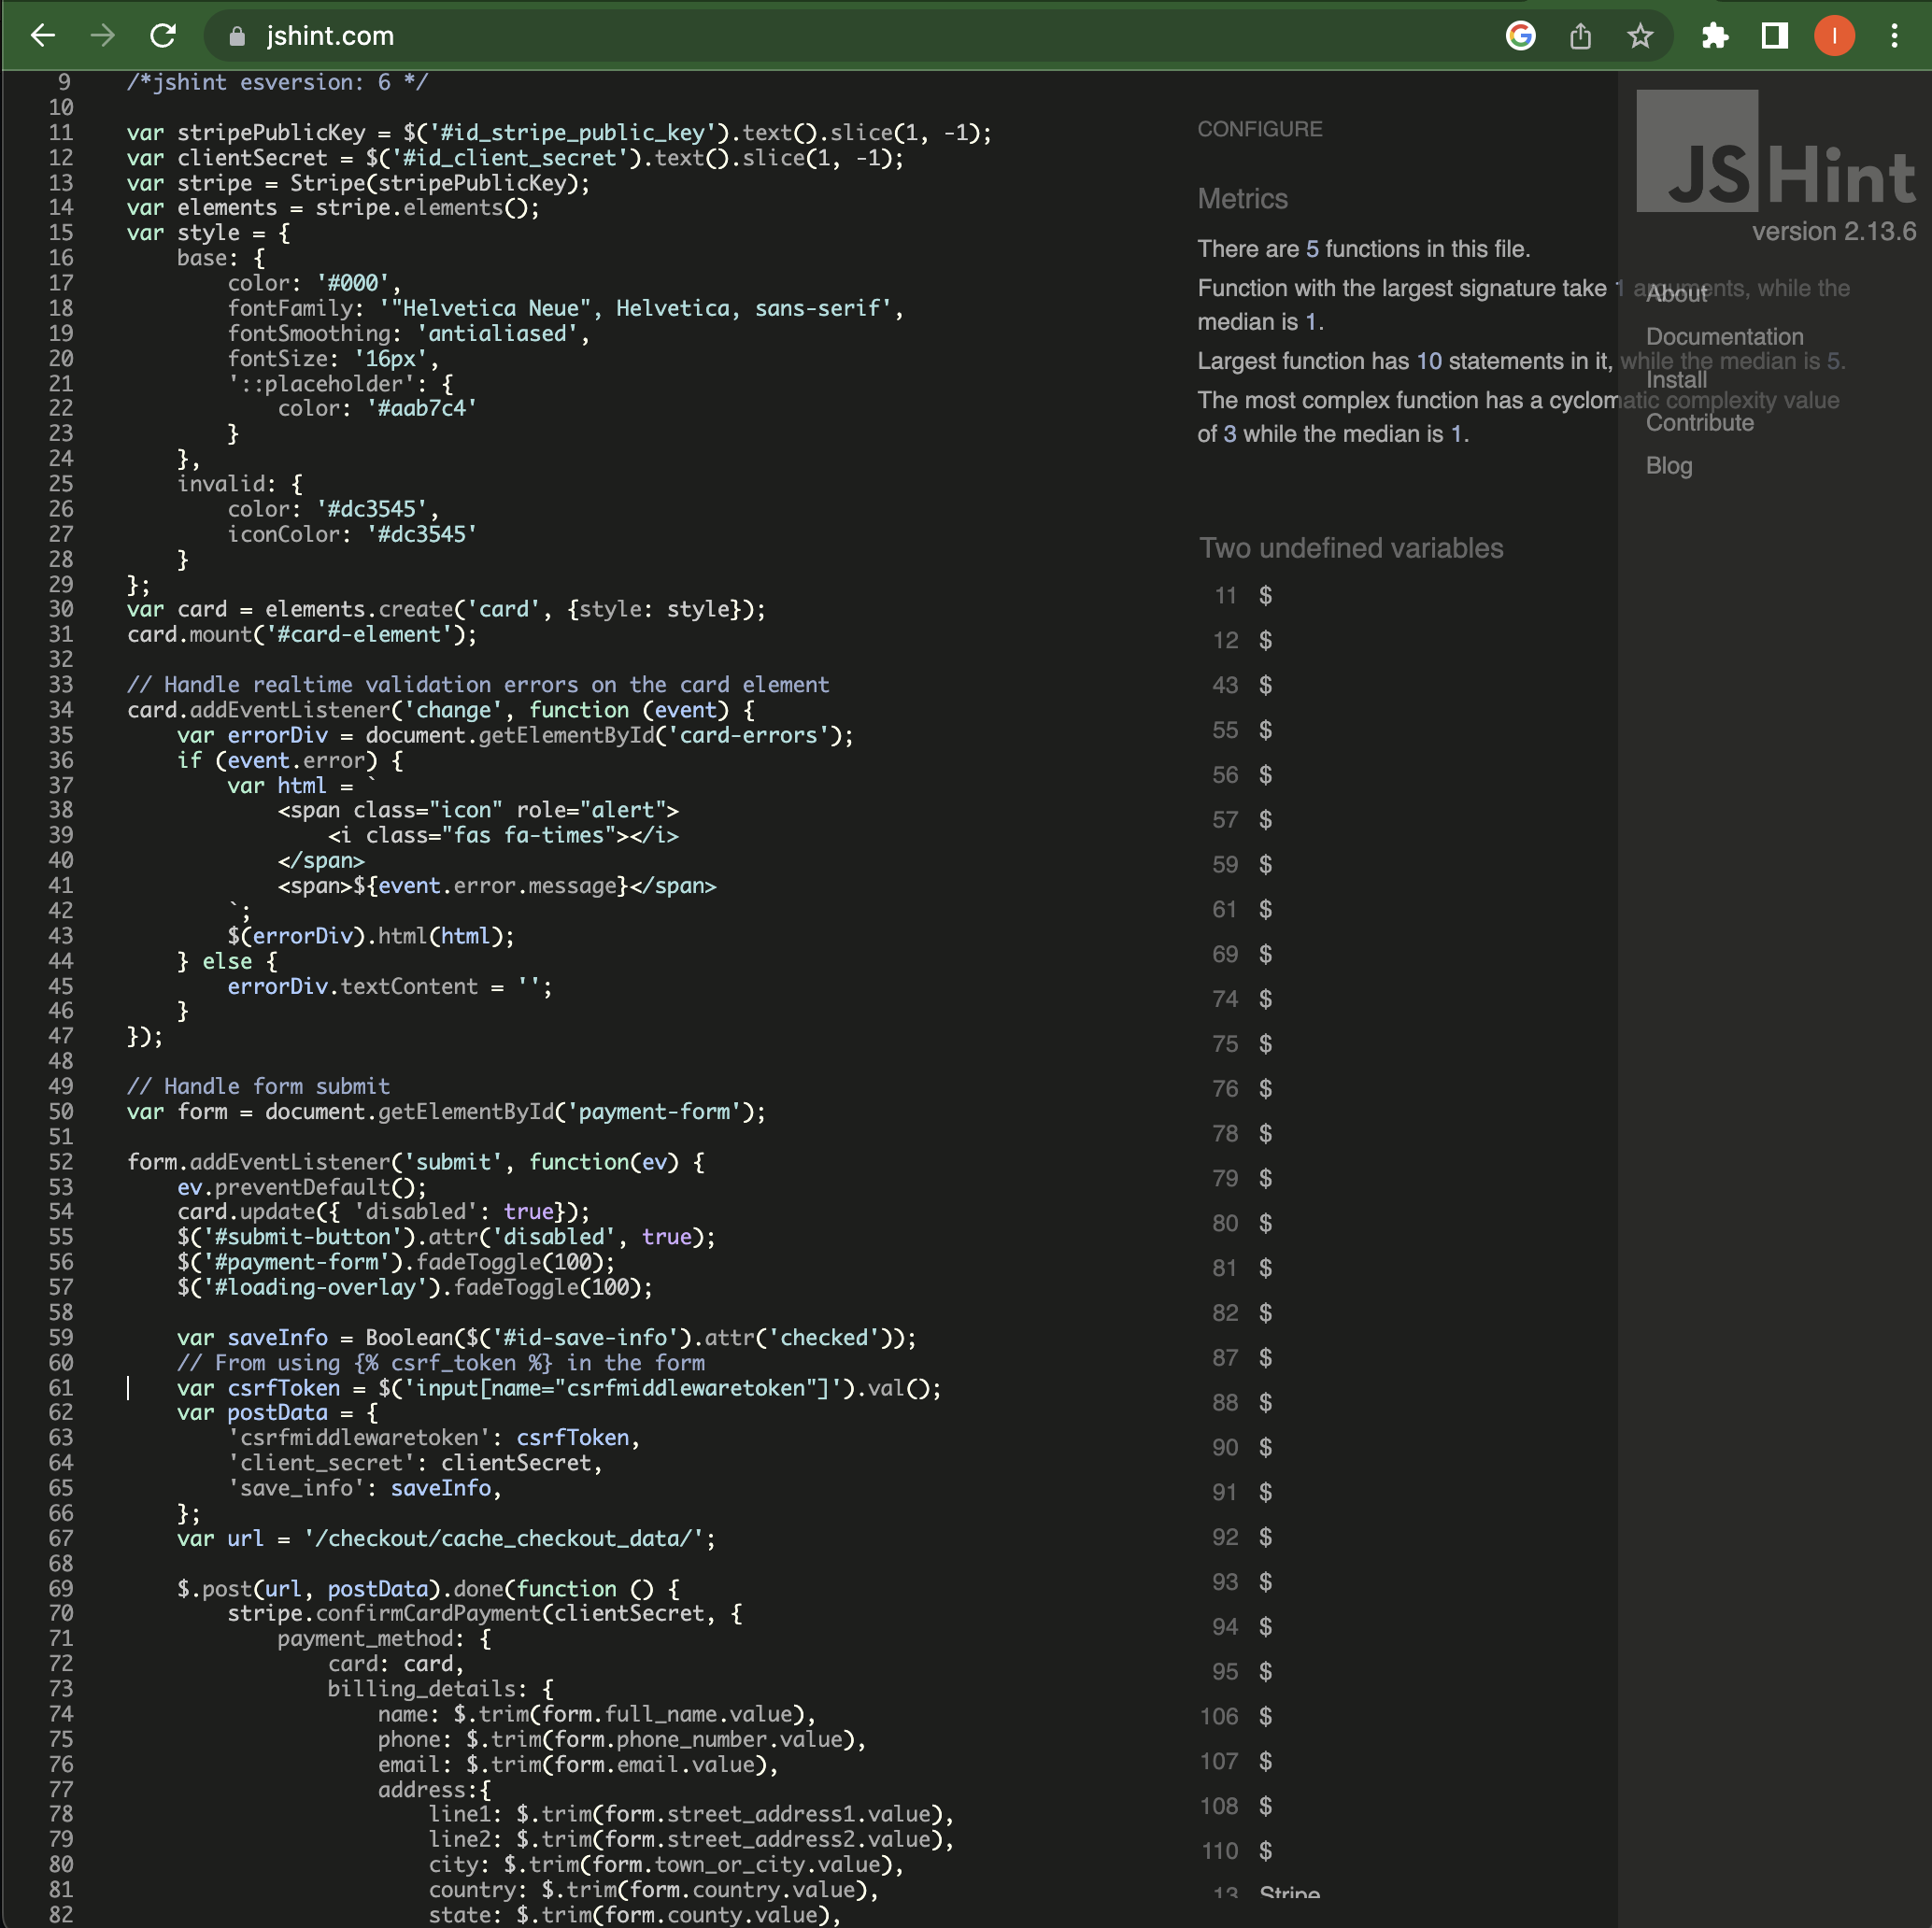 jshint.com
I
9 /*jshint esversion: 6 */
10
11 var stripePublicKey = $('#id_stripe_public_key').text().slice(1, -1);
12 var clientSecret = $('#id_client_secret').text().slice(1, -1);
13 var stripe = Stripe(stripePublicKey);
14 var elements = stripe.elements();
15 var style = {
16 base: {
17 color: '#000',
18 fontFamily: '"Helvetica Neue", Helvetica, sans-serif',
19 fontSmoothing: 'antialiased',
20 fontSize: '16px',
21 '::placeholder': {
22 color: '#aab7c4'
23 }
24 },
25 invalid: {
26 color: '#dc3545',
27 iconColor: '#dc3545'
28 }
29 };
30 var card = elements.create('card', {style: style});
31 card.mount('#card-element');
32
33 // Handle realtime validation errors on the card element
34 card.addEventListener('change', function (event) {
35 var errorDiv = document.getElementById('card-errors');
36 if (event.error) {
37 var html = `
38 <span class="icon" role="alert">
39 <i class="fas fa-times"></i>
40 </span>
41 <span>${event.error.message}</span>
42 `;
43 $(errorDiv).html(html);
44 } else {
45 errorDiv.textContent = '';
46 }
47 });
48
49 // Handle form submit
50 var form = document.getElementById('payment-form');
51
52 form.addEventListener('submit', function(ev) {
53 ev.preventDefault();
54 card.update({ 'disabled': true});
55 $('#submit-button').attr('disabled', true);
56 $('#payment-form').fadeToggle(100);
57 $('#loading-overlay').fadeToggle(100);
58
59 var saveInfo = Boolean($('#id-save-info').attr('checked'));
60 // From using {% csrf_token %} in the form
61 var csrfToken = $('input[name="csrfmiddlewaretoken"]').val();
62 var postData = {
63 'csrfmiddlewaretoken': csrfToken,
64 'client_secret': clientSecret,
65 'save_info': saveInfo,
66 };
67 var url = '/checkout/cache_checkout_data/';
68
69 $.post(url, postData).done(function () {
70 stripe.confirmCardPayment(clientSecret, {
71 payment_method: {
72 card: card,
73 billing_details: {
74 name: $.trim(form.full_name.value),
75 phone: $.trim(form.phone_number.value),
76 email: $.trim(form.email.value),
77 address:{
78 line1: $.trim(form.street_address1.value),
79 line2: $.trim(form.street_address2.value),
80 city: $.trim(form.town_or_city.value),
81 country: $.trim(form.country.value),
82 state: $.trim(form.county.value),
CONFIGURE
Metrics
There are 5 functions in this file.
Function with the largest signature take 1 arguments, while the
median is 1.
Largest function has 10 statements in it, while the median is 5.
The most complex function has a cyclomatic complexity value
of 3 while the median is 1.
Two undefined variables
11 $
12 $
43 $
55 $
56 $
57 $
59 $
61 $
69 $
74 $
75 $
76 $
78 $
79 $
80 $
81 $
82 $
87 $
88 $
90 $
91 $
92 $
93 $
94 $
95 $
106 $
107 $
108 $
110 $
13 Stripe
JSHint
version 2.13.6
About
Documentation
Install
Contribute
Blog